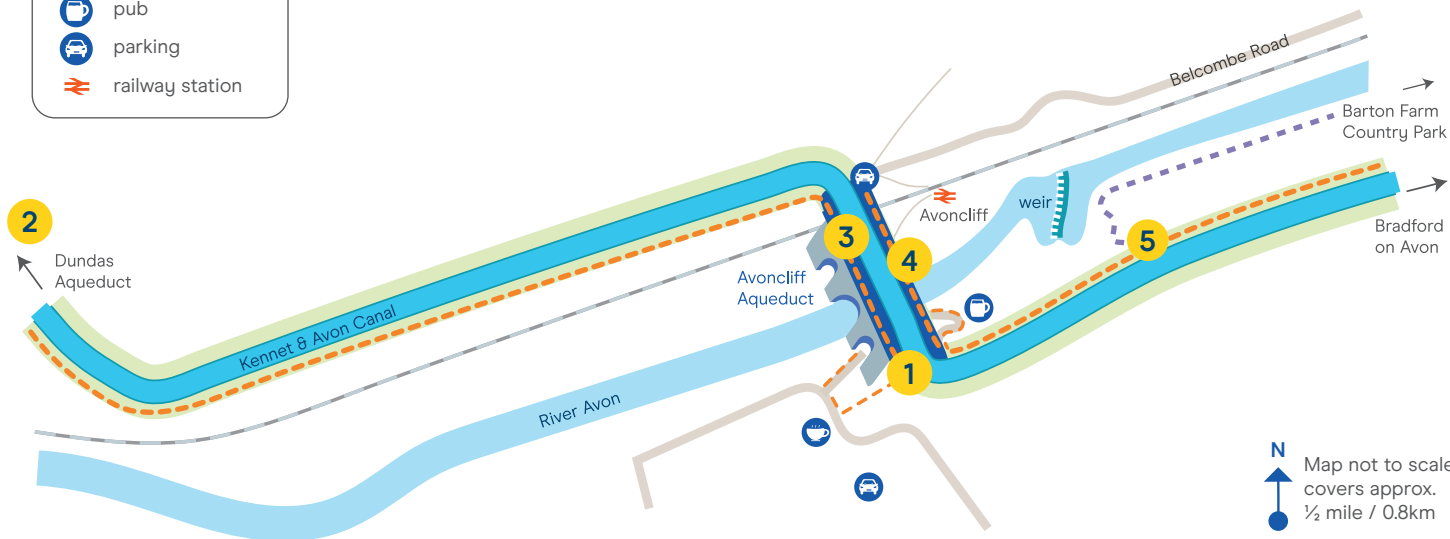 pub
parking
railway station
Belcombe Road
Barton Farm
Country Park
2
Dundas
Aqueduct
Avoncliff
weir
3
4
5
Bradford
on Avon
Avoncliff
Aqueduct
Kennet & Avon Canal
1
River Avon
N
Map not to scale
covers approx.
½ mile / 0.8km